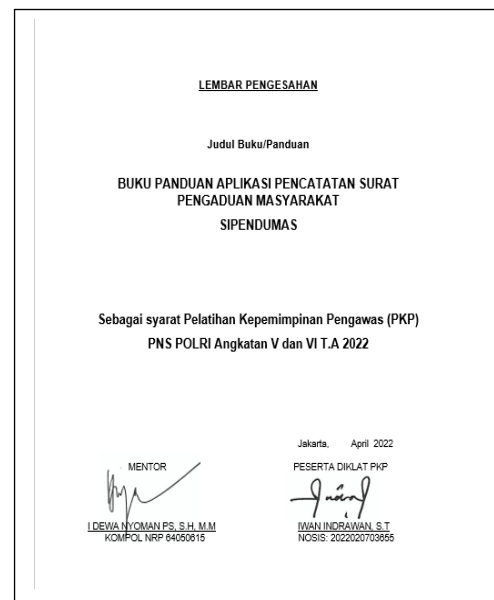 LEMBAR PENGESAHAN
Judul Buku/Panduan
BUKU PANDUAN APLIKASI PENCATATAN SURAT
PENGADUAN MASYARAKAT
SIPENDUMAS
Sebagai syarat Pelatihan Kepemimpinan Pengawas (PKP)
PNS POLRI Angkatan V dan VI T.A 2022
Jakarta, April 2022
MENTOR
I DEWA NYOMAN PS, S.H, M.M
KOMPOL NRP 64050615
PESERTA DIKLAT PKP
IWAN INDRAWAN, S.T
NOSIS: 2022020703655